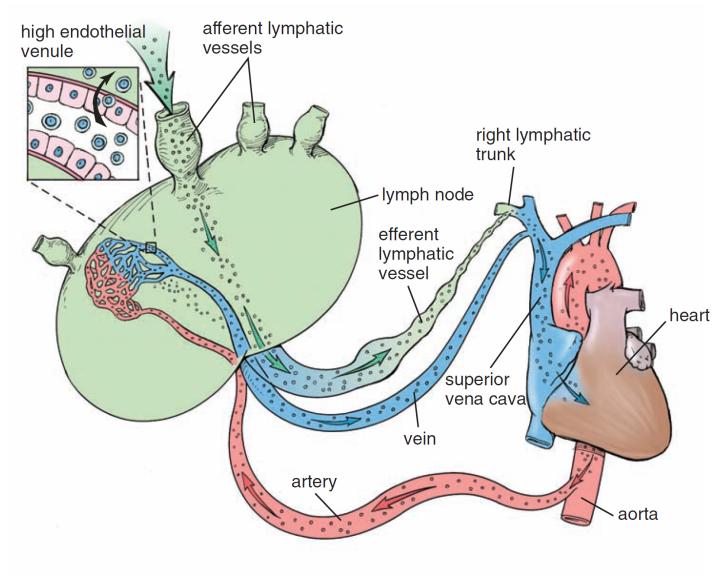 high endothelial
venule
afferent lymphatic
vessels
right lymphatic
trunk
lymph node
efferent
lymphatic
vessel
heart
superior
vena cava
vein
artery
aorta